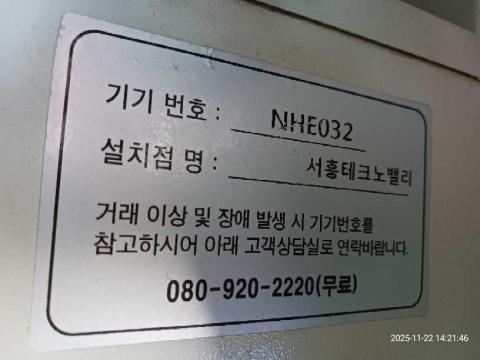 기기 번호 : NHE032
설치점 명 : 서흥테크노밸리
거래 이상 및 장애 발생 시 기기번호를
참고하시어 아래 고객상담실로 연락바랍니다.
080-920-2220(무료)
2025-11-22 14:21:46